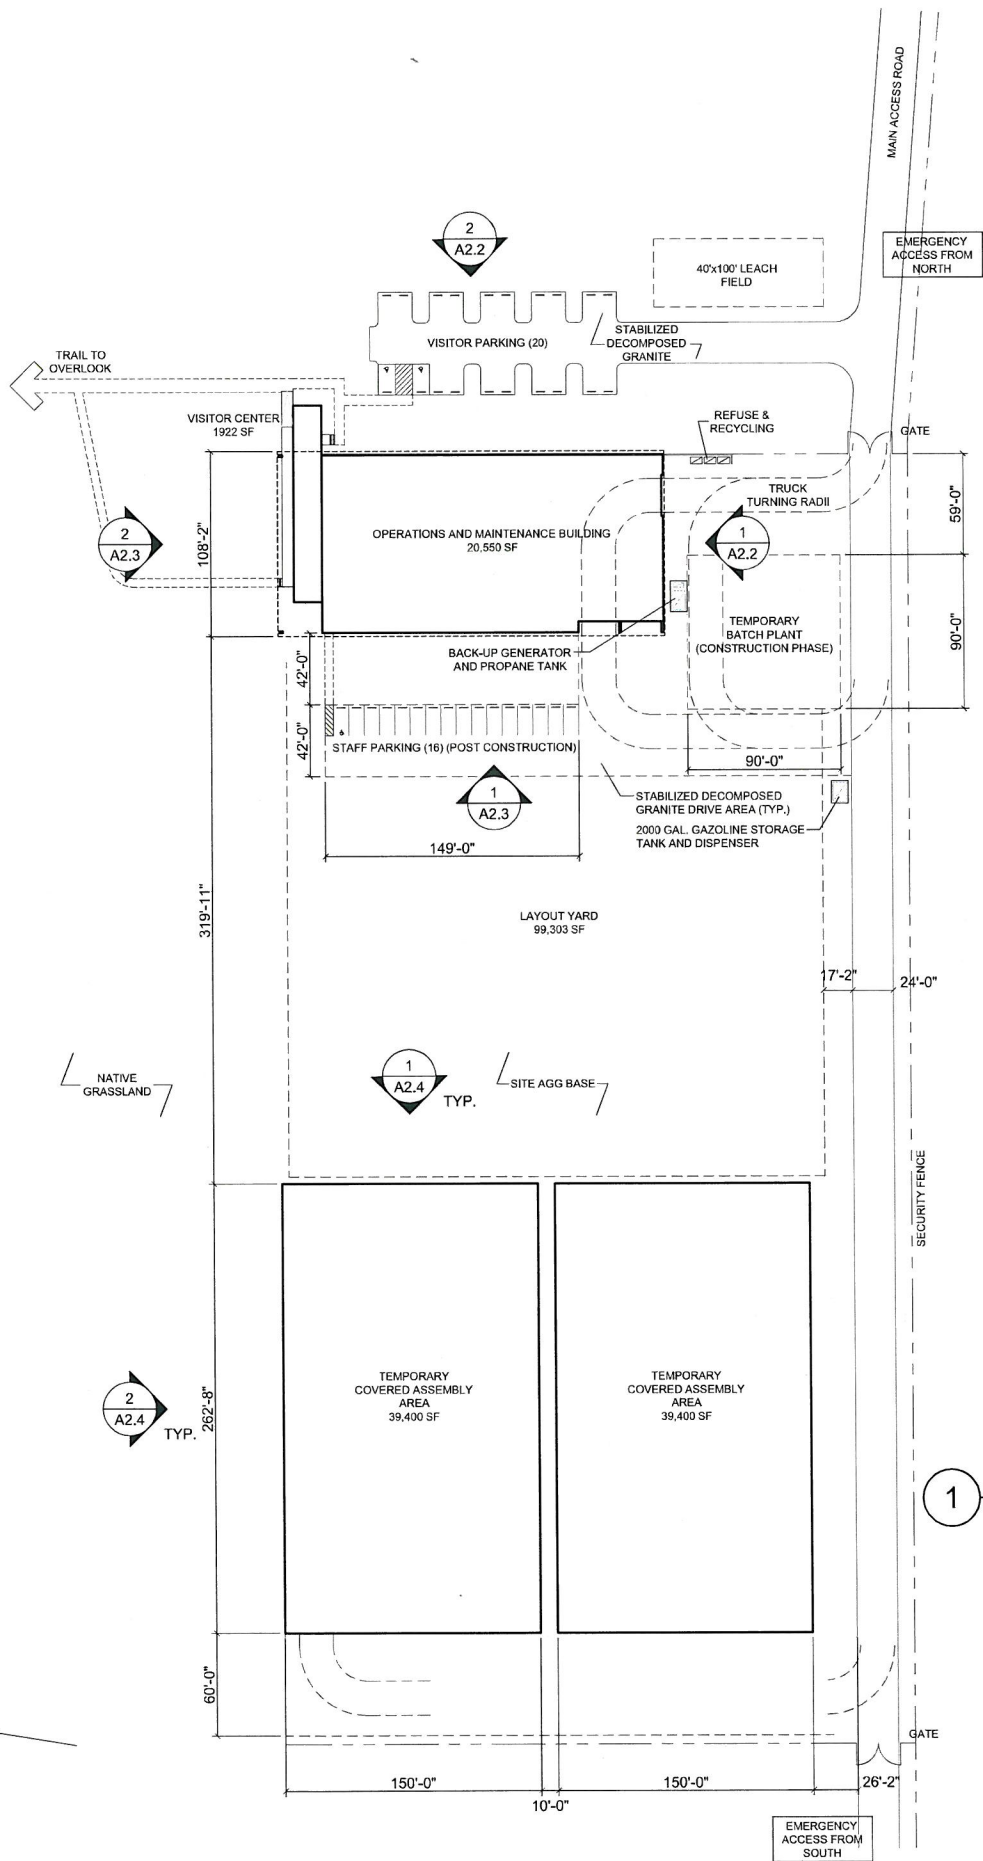 MAIN ACCESS ROAD
2
A2.2
EMERGENCY
ACCESS FROM
NORTH
40'x100' LEACH
FIELD
STABILIZED
DECOMPOSED
GRANITE
VISITOR PARKING (20)
TRAIL TO
OVERLOOK
VISITOR CENTER
1922 SF
REFUSE &
RECYCLING
GATE
TRUCK
TURNING RADII
59'-0"
2
A2.3
108'-2"
OPERATIONS AND MAINTENANCE BUILDING
20,550 SF
1
A2.2
TEMPORARY
BATCH PLANT
(CONSTRUCTION PHASE)
90'-0"
BACK-UP GENERATOR
AND PROPANE TANK
42'-0"
42'-0"
STAFF PARKING (16) (POST CONSTRUCTION)
90'-0"
1
A2.3
STABILIZED DECOMPOSED
GRANITE DRIVE AREA (TYP.)
2000 GAL. GAZOLINE STORAGE
TANK AND DISPENSER
149'-0"
319'-11"
LAYOUT YARD
99,303 SF
17'-2"
24'-0"
NATIVE
GRASSLAND
1
A2.4
TYP.
SITE AGG BASE
SECURITY FENCE
TEMPORARY
COVERED ASSEMBLY
AREA
39,400 SF
TEMPORARY
COVERED ASSEMBLY
AREA
39,400 SF
2
A2.4
TYP.
262'-8"
1
60'-0"
GATE
150'-0"
10'-0"
150'-0"
26'-2"
EMERGENCY
ACCESS FROM
SOUTH